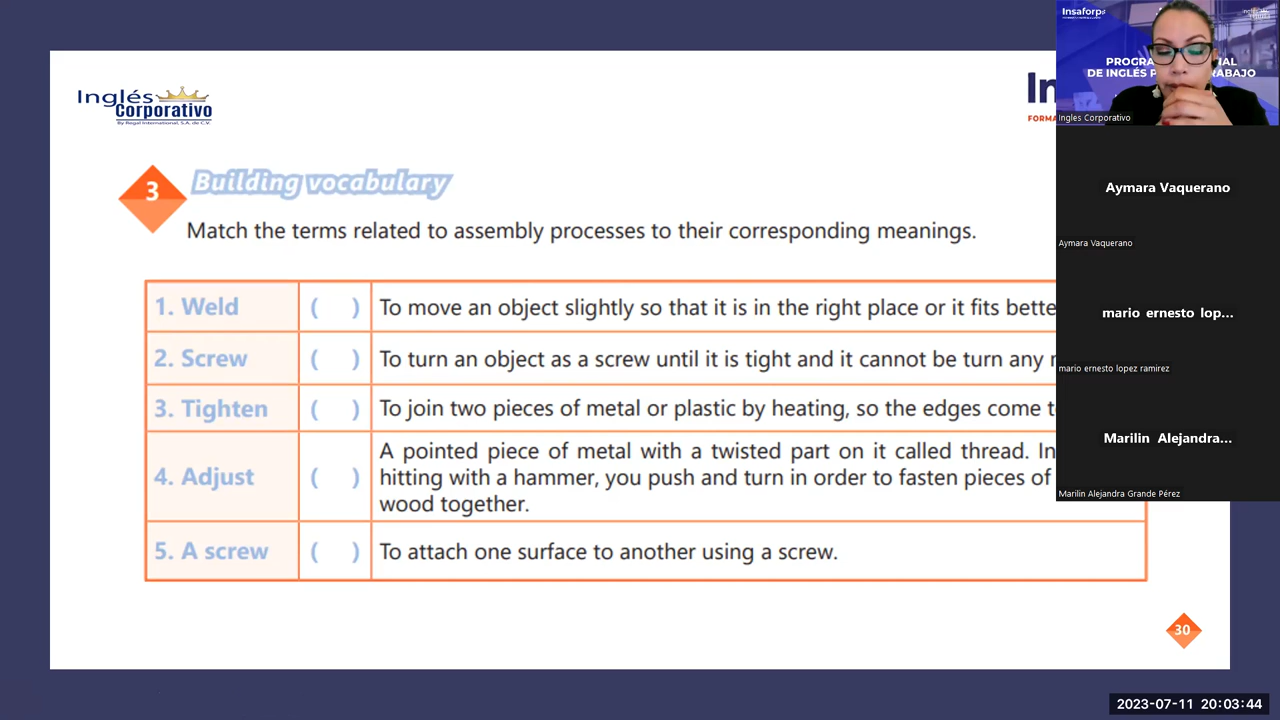 Inglés
Corporativo
By Regal International, S.A. de C.V.
In
FORMA
3
Building vocabulary
Match the terms related to assembly processes to their corresponding meanings.
1. Weld ( ) To move an object slightly so that it is in the right place or it fits bette
2. Screw ( ) To turn an object as a screw until it is tight and it cannot be turn any
3. Tighten ( ) To join two pieces of metal or plastic by heating, so the edges come
4. Adjust ( ) A pointed piece of metal with a twisted part on it called thread. In
hitting with a hammer, you push and turn in order to fasten pieces of
wood together.
5. A screw ( ) To attach one surface to another using a screw.
30
Insaforp
PROGRA NAL
DE INGLÉS P RABAJO
Ingles Corporativo
Aymara Vaquerano
Aymara Vaquerano
mario ernesto lop...
mario ernesto lopez ramirez
Marilin Alejandra...
Marilin Alejandra Grande Pérez
2023-07-11 20:03:44